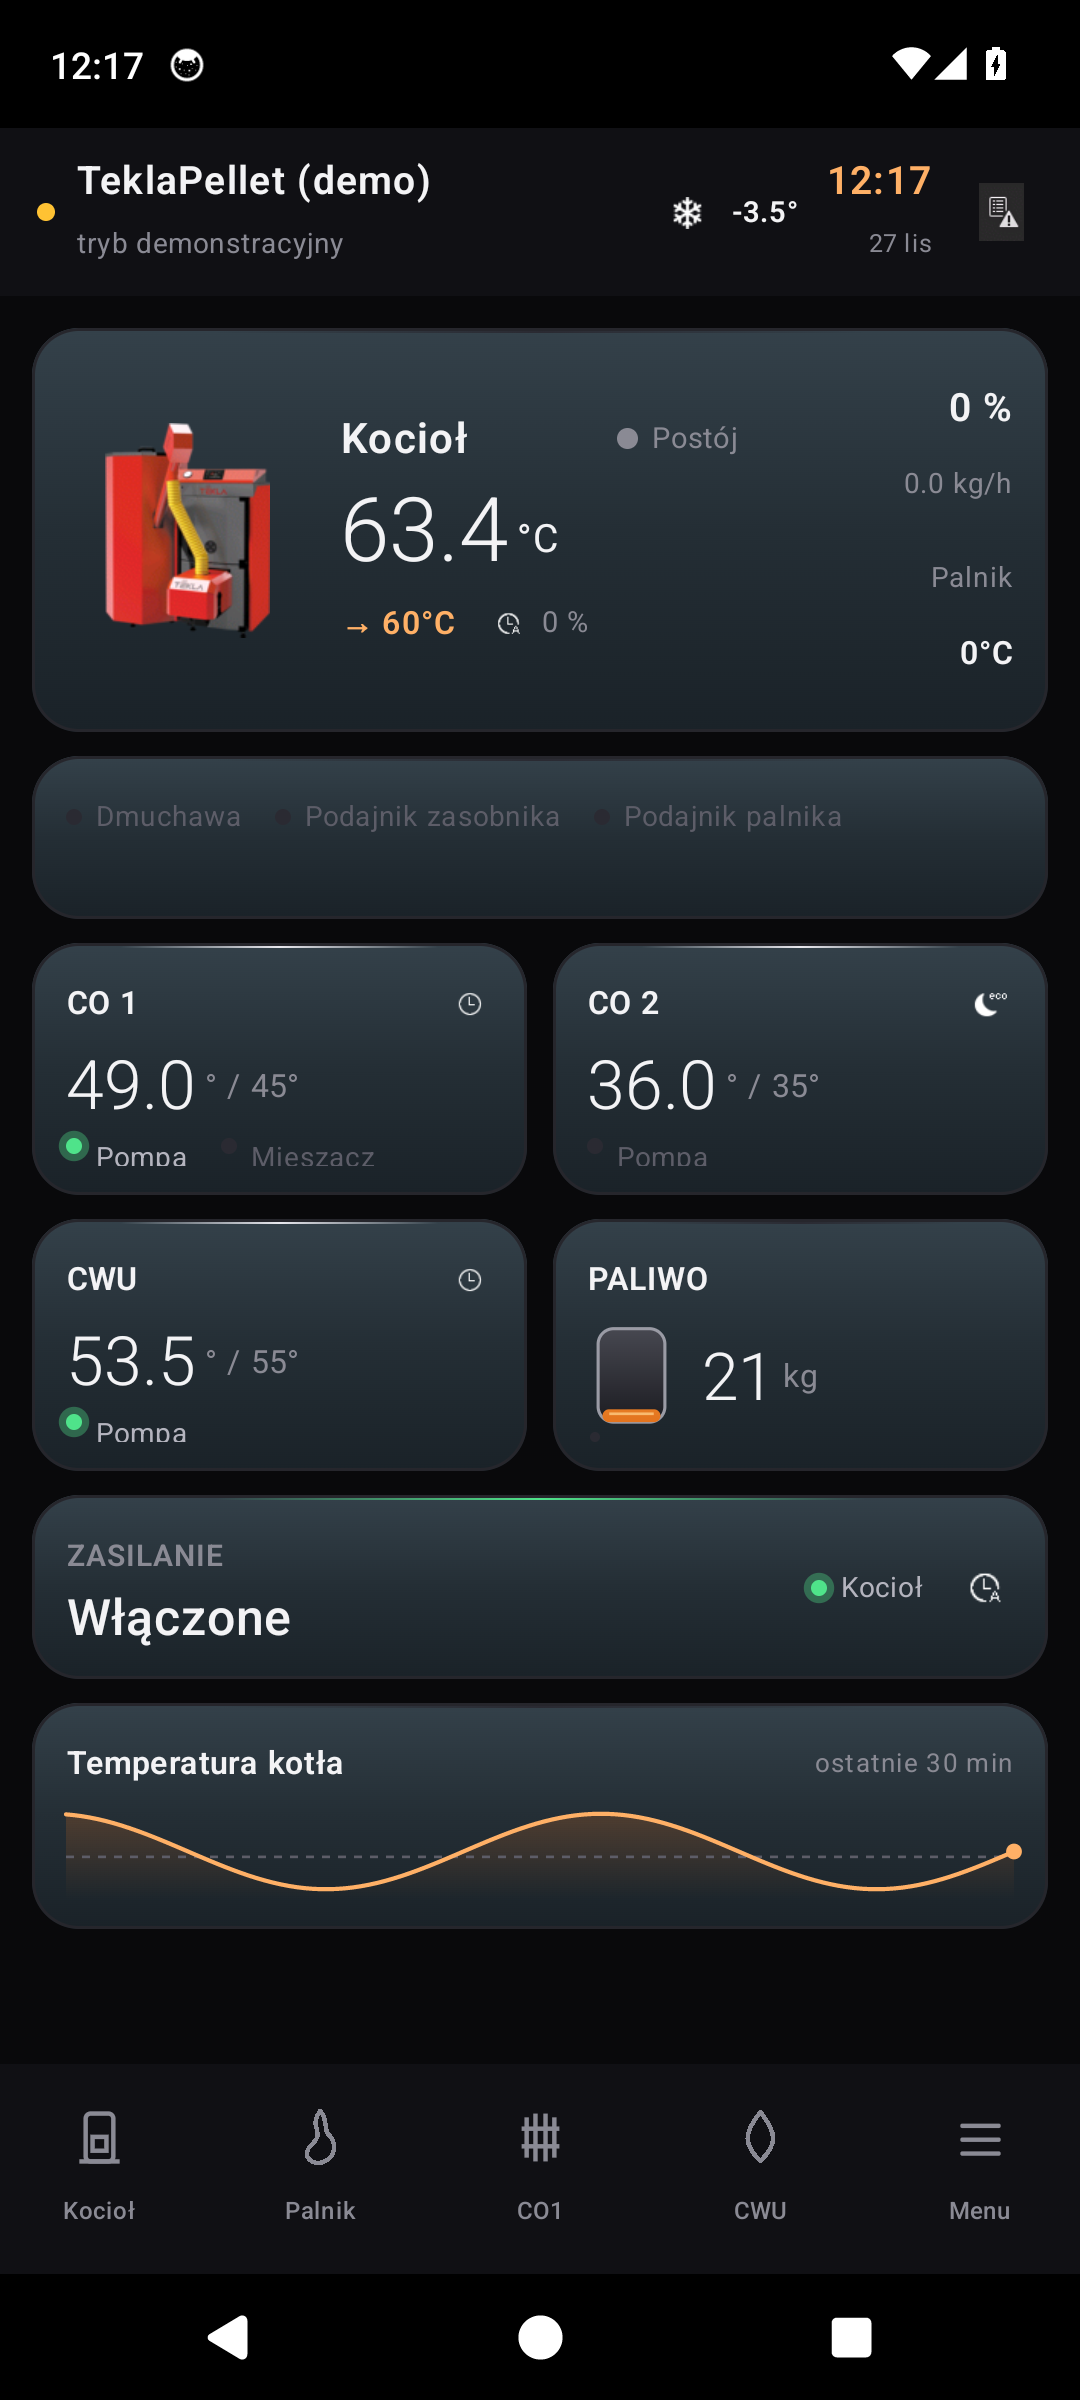 12:17
TeklaPellet (demo)
tryb demonstracyjny
-3.5°
12:17
27 lis
Kocioł
Postój
0 %
0.0 kg/h
63.4 °C
→ 60°C
0 %
Palnik
0°C
TEKLA
Dmuchawa
Podajnik zasobnika
Podajnik palnika
CO 1
49.0 ° / 45°
Pompa
Mieszacz
CO 2
eco
36.0 ° / 35°
Pompa
CWU
53.5 ° / 55°
Pompa
PALIWO
21 kg
ZASILANIE
Włączone
Kocioł
A
Temperatura kotła
ostatnie 30 min
Kocioł
Palnik
CO1
CWU
Menu